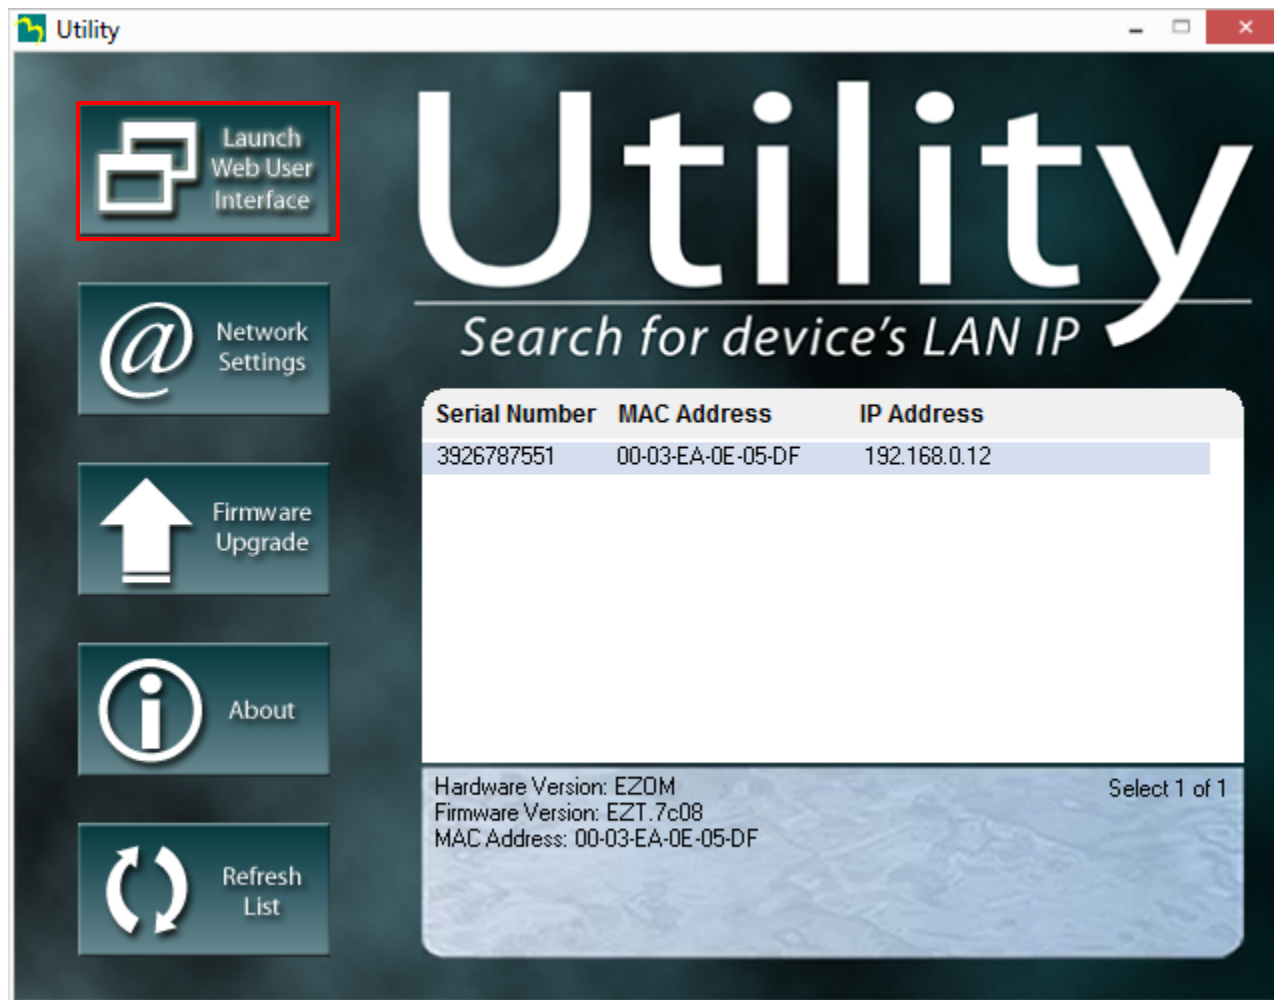 Utility
Launch
Web User
Interface
Network
Settings
Firmware
Upgrade
About
Refresh
List
Utility
Search for device's LAN IP
Serial Number MAC Address IP Address
3926787551 00-03-EA-0E-05-DF 192.168.0.12
Hardware Version: EZOM
Select 1 of 1
Firmware Version: EZT.7c08
MAC Address: 00-03-EA-0E-05-DF